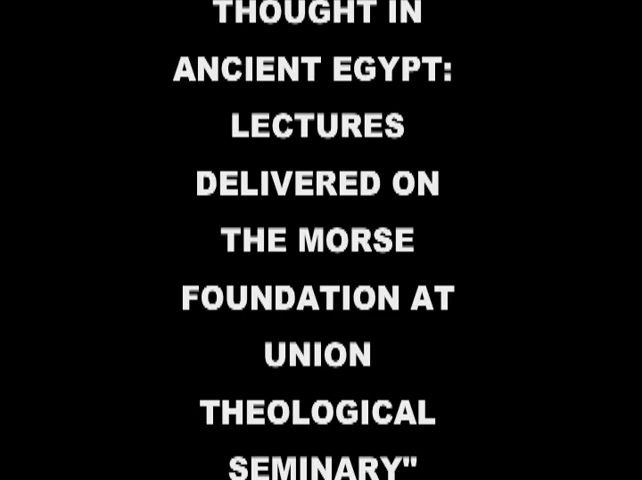 THOUGHT IN
ANCIENT EGYPT:
LECTURES
DELIVERED ON
THE MORSE
FOUNDATION AT
UNION
THEOLOGICAL
SEMINARY"